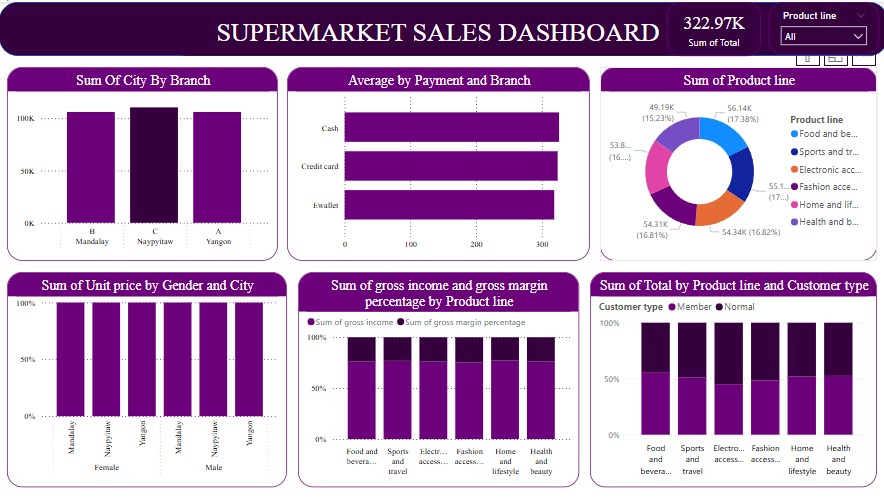 SUPERMARKET SALES DASHBOARD
322.97K
Sum of Total
Product line
All
Sum Of City By Branch
100K
50K
0K
B
Mandalay
C
Naypyitaw
A
Yangon
Average by Payment and Branch
Cash
Credit card
Ewallet
0
100
200
300
Sum of Product line
49.19K
(15.23%)
56.14K
(17.38%)
53.8...
(16....)
55.1...
(17...)
54.31K
(16.81%)
54.34K (16.82%)
Product line
Food and be...
Sports and tr...
Electronic acc...
Fashion acce...
Home and lif...
Health and b...
Sum of Unit price by Gender and City
100%
50%
0%
Mandalay
Naypyitaw
Yangon
Mandalay
Naypyitaw
Yangon
Female
Male
Sum of gross income and gross margin
percentage by Product line
Sum of gross income Sum of gross margin percentage
100%
50%
0%
Food and
bevera...
Sports
and
travel
Electr...
access...
Fashion
access...
Home
and
lifestyle
Health
and
beauty
Sum of Total by Product line and Customer type
Customer type Member Normal
100%
50%
0%
Food
and
bevera...
Sports
and
travel
Electro...
access...
Fashion
access...
Home
and
lifestyle
Health
and
beauty